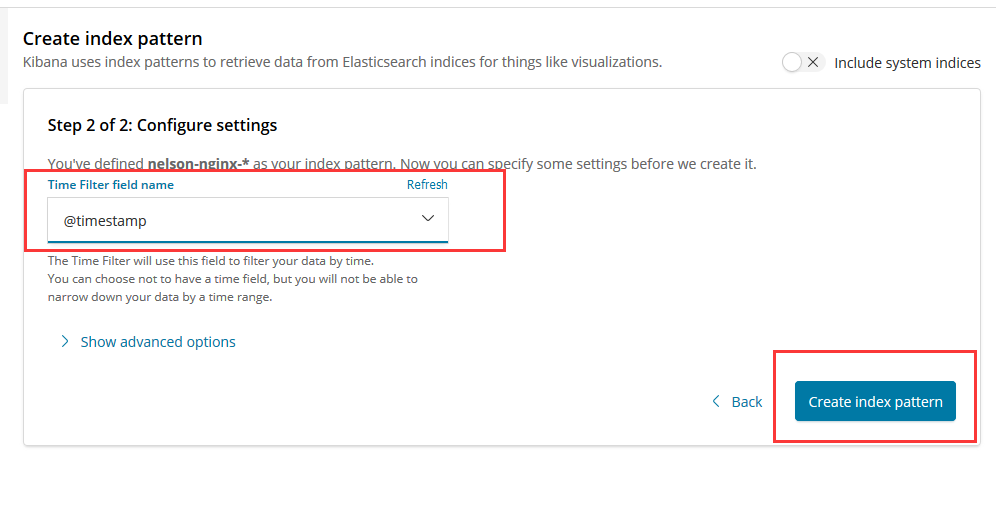 Create index pattern
Kibana uses index patterns to retrieve data from Elasticsearch indices for things like visualizations.
Include system indices
Step 2 of 2: Configure settings
You've defined nelson-nginx-* as your index pattern. Now you can specify some settings before we create it.
Time Filter field name Refresh
@timestamp
The Time Filter will use this field to filter your data by time.
You can choose not to have a time field, but you will not be able to
narrow down your data by a time range.
Show advanced options
Back Create index pattern